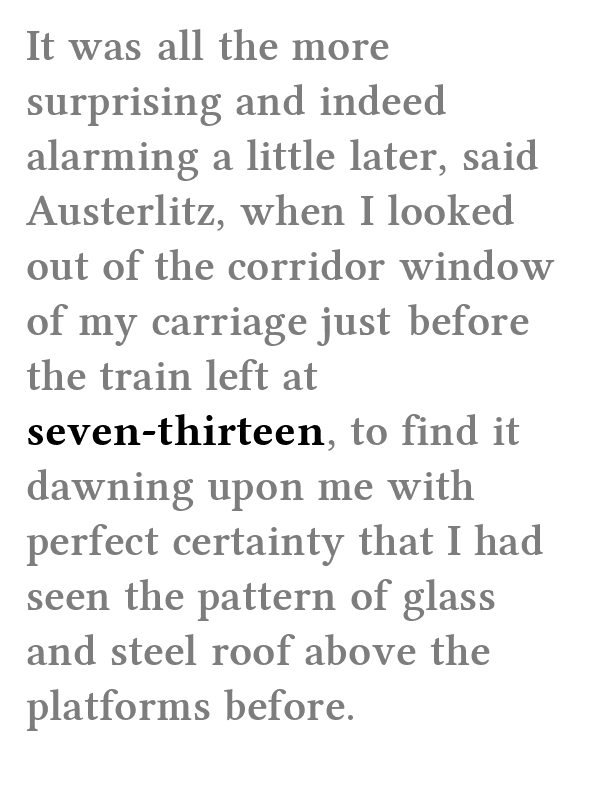 It was all the more
surprising and indeed
alarming a little later, said
Austerlitz, when I looked
out of the corridor window
of my carriage just before
the train left at
seven-thirteen, to find it
dawning upon me with
perfect certainty that I had
seen the pattern of glass
and steel roof above the
platforms before.